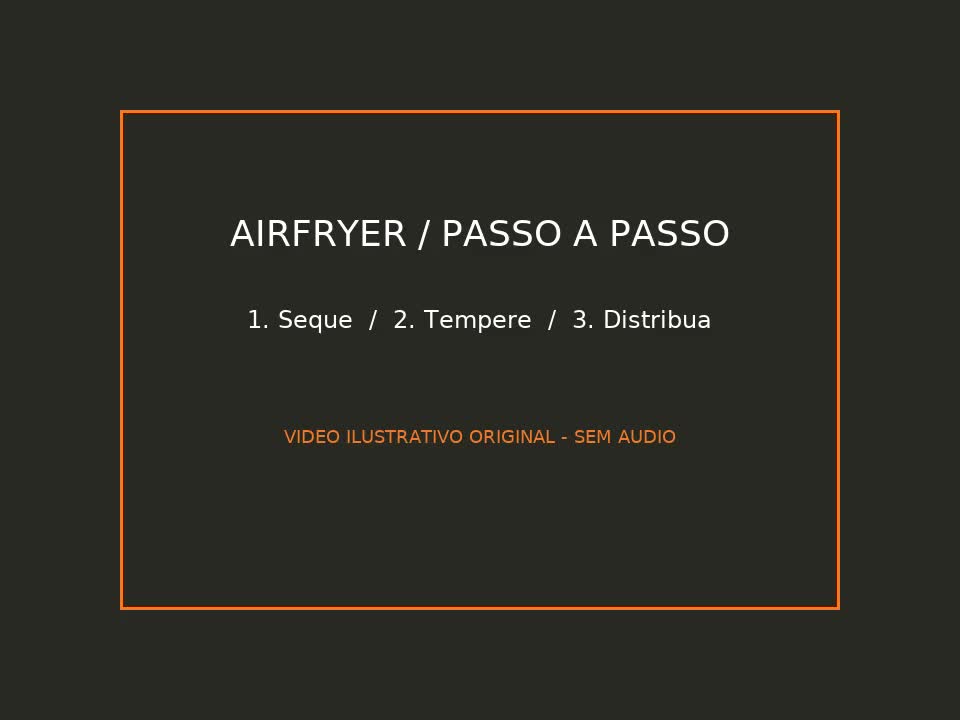 AIRFRYER / PASSO A PASSO
1. Seque / 2. Tempere / 3. Distribua
VIDEO ILUSTRATIVO ORIGINAL - SEM AUDIO